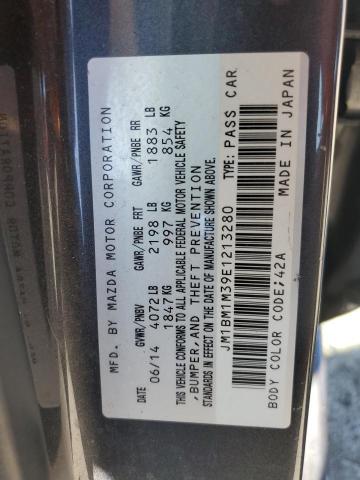 MFD. BY MAZDA MOTOR CORPORATION
GVWR/PNBV GAWR/PNBE FRT GAWR/PNBE RR
DATE
06/14 4072 LB 2198 LB 1883 LB
1847 KG 997 KG 854 KG
THIS VEHICLE CONFORMS TO ALL APPLICABLE FEDERAL MOTOR VEHICLE SAFETY
,BUMPER,AND THEFT PREVENTION
STANDARDS IN EFFECT ON THE DATE OF MANUFACTURE SHOWN ABOVE.
JM1BM1M39E1213280 TYPE: PASS CAR
BODY COLOR CODE;42A MADE IN JAPAN